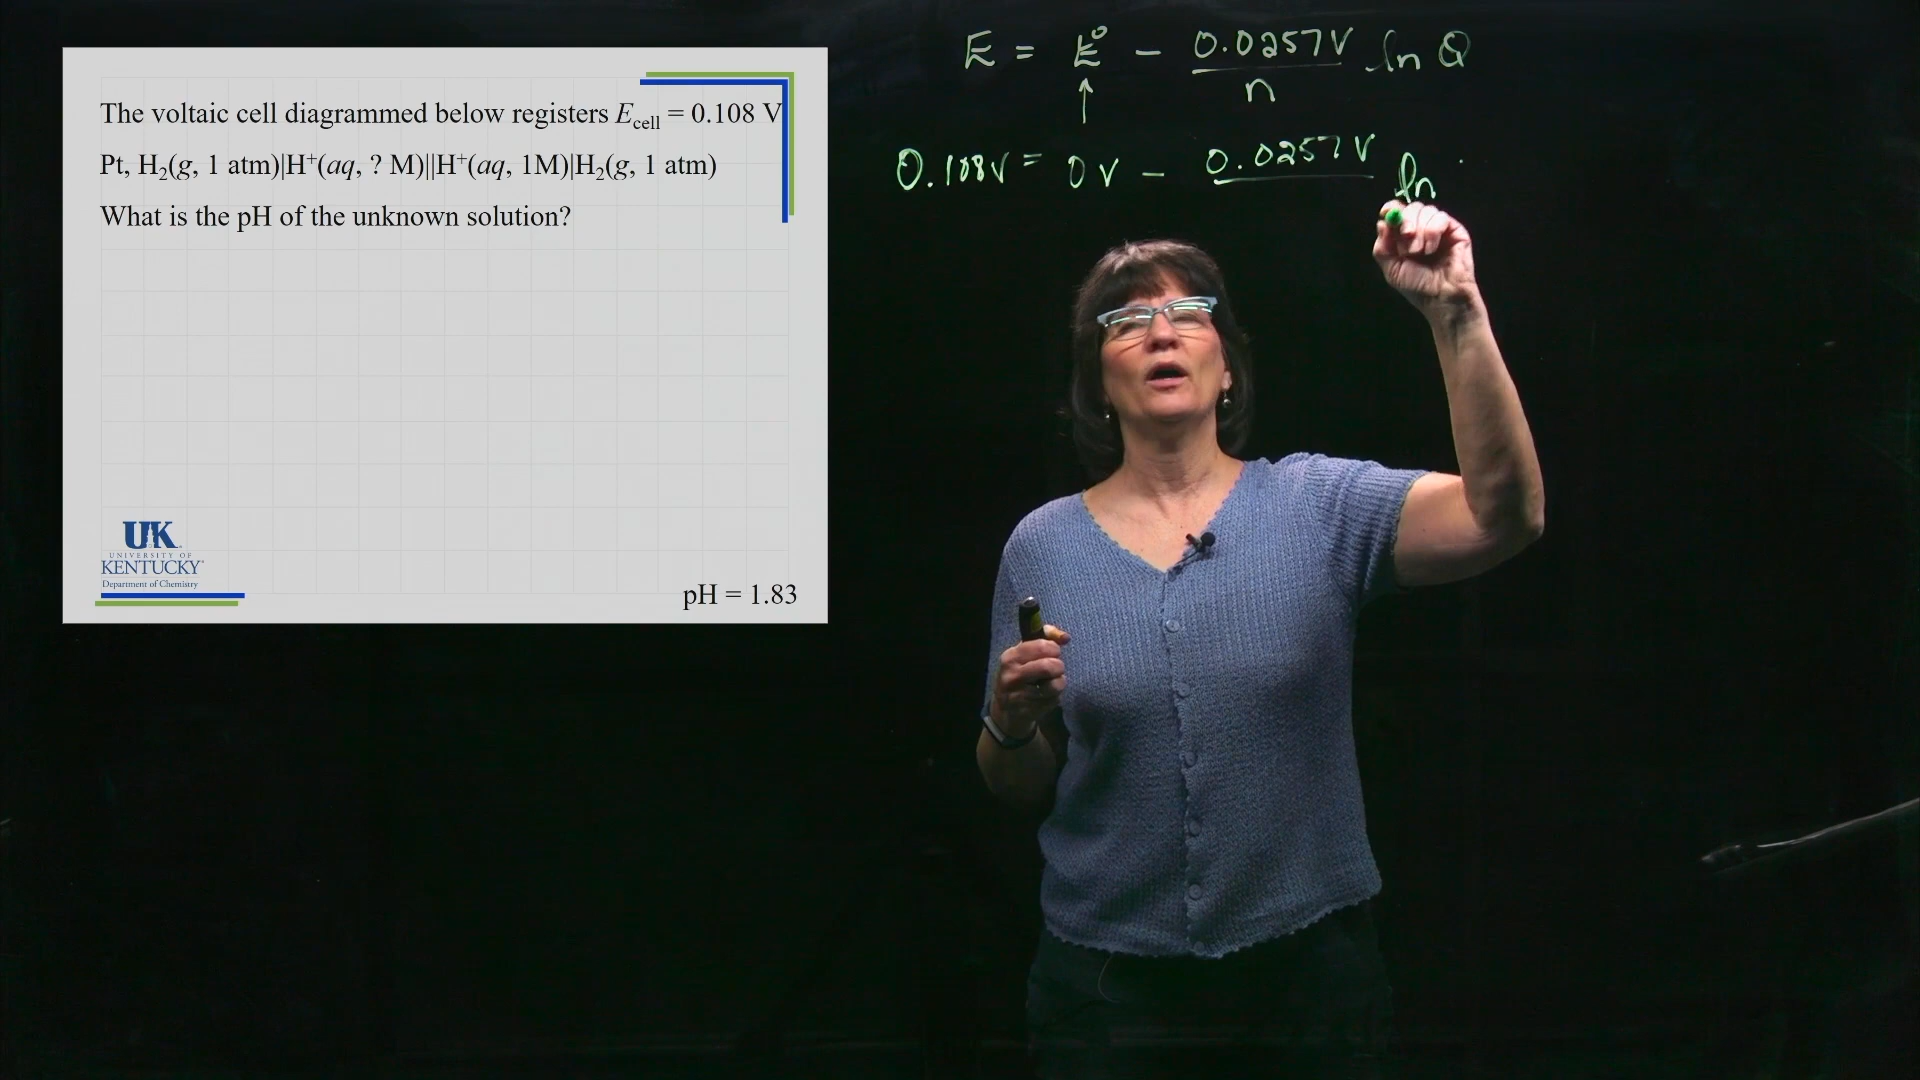 The voltaic cell diagrammed below registers Ecell = 0.108 V
Pt, H₂(g, 1 atm)|H⁺(aq, ? M)||H⁺(aq, 1M)|H₂(g, 1 atm)
What is the pH of the unknown solution?
UK
UNIVERSITY OF
KENTUCKY
Department of Chemistry
pH = 1.83
E = E° - 0.0257V/n ln Q
↑
0.108V = 0V - 0.0257V ln